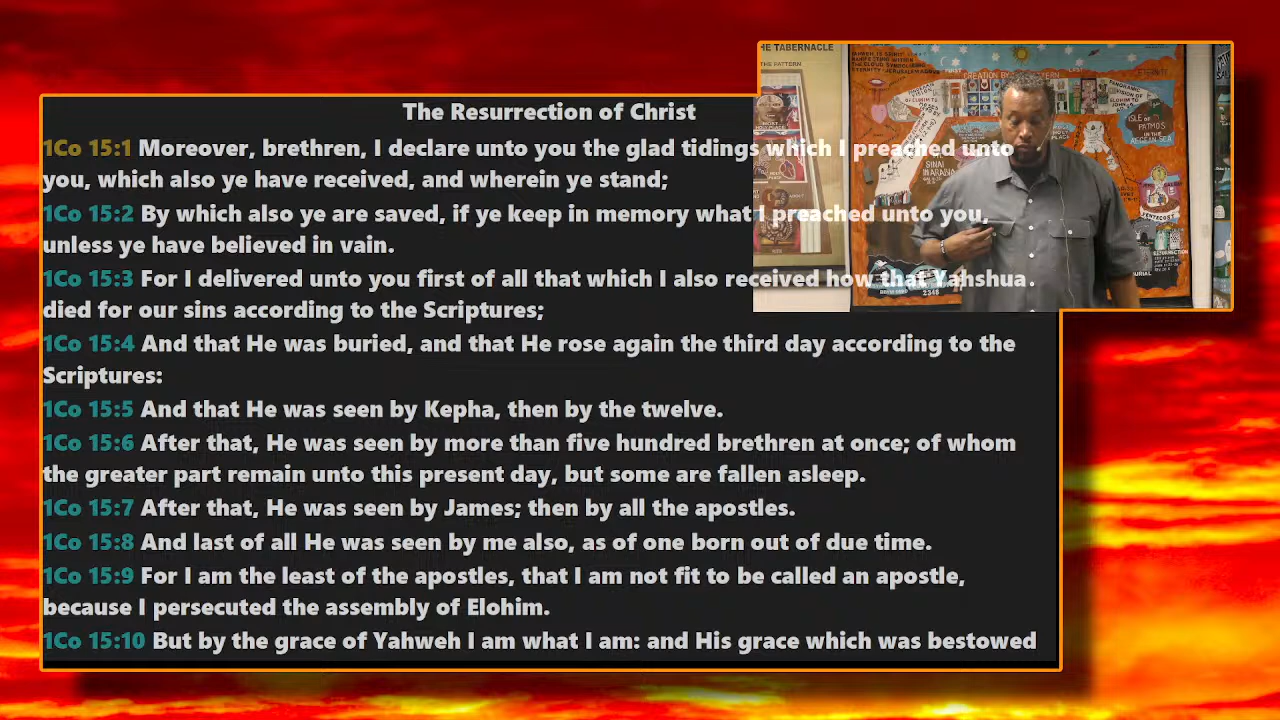 The Resurrection of Christ
1Co 15:1 Moreover, brethren, I declare unto you the glad tidings which I preached unto
you, which also ye have received, and wherein ye stand;
1Co 15:2 By which also ye are saved, if ye keep in memory what I preached unto you,
unless ye have believed in vain.
1Co 15:3 For I delivered unto you first of all that which I also received how that Yahshua.
died for our sins according to the Scriptures;
1Co 15:4 And that He was buried, and that He rose again the third day according to the
Scriptures:
1Co 15:5 And that He was seen by Kepha, then by the twelve.
1Co 15:6 After that, He was seen by more than five hundred brethren at once; of whom
the greater part remain unto this present day, but some are fallen asleep.
1Co 15:7 After that, He was seen by James; then by all the apostles.
1Co 15:8 And last of all He was seen by me also, as of one born out of due time.
1Co 15:9 For I am the least of the apostles, that I am not fit to be called an apostle,
because I persecuted the assembly of Elohim.
1Co 15:10 But by the grace of Yahweh I am what I am: and His grace which was bestowed
HE TABERNACLE
THE PATTERN
CREATION
ETERNITY
ISLE OF
PATMOS
IN THE
AEGEAN SEA
SINAI
PENTECOST